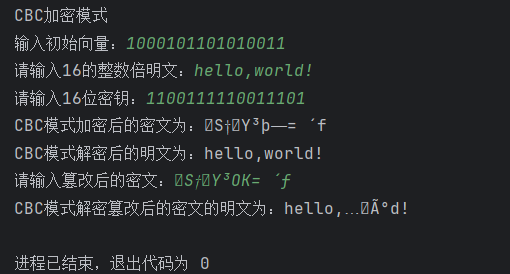 CBC加密模式
输入初始向量：1000101101010011
请输入16的整数倍明文：hello,world!
请输入16位密钥：1100111110011101
CBC模式加密后的密文为：S†Y³þ——= ´f
CBC模式解密后的明文为：hello,world!
请输入篡改后的密文：S†Y³OK= ´ƒ
CBC模式解密篡改后的密文的明文为：hello,…Ãºd!
进程已结束，退出代码为 0